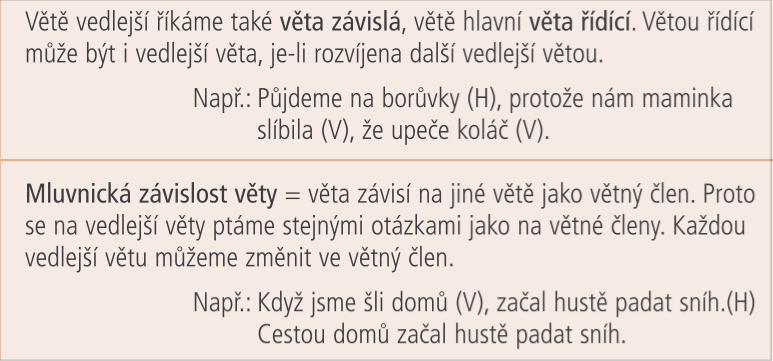 Větě vedlejší říkáme také věta závislá, větě hlavní věta řídící. Větou řídící
může být i vedlejší věta, je-li rozvíjena další vedlejší větou.
Např.: Půjdeme na borůvky (H), protože nám maminka
slíbila (V), že upeče koláč (V).
Mluvnická závislost věty = věta závisí na jiné větě jako větný člen. Proto
se na vedlejší věty ptáme stejnými otázkami jako na větné členy. Každou
vedlejší větu můžeme změnit ve větný člen.
Např.: Když jsme šli domů (V), začal hustě padat sníh.(H)
Cestou domů začal hustě padat sníh.